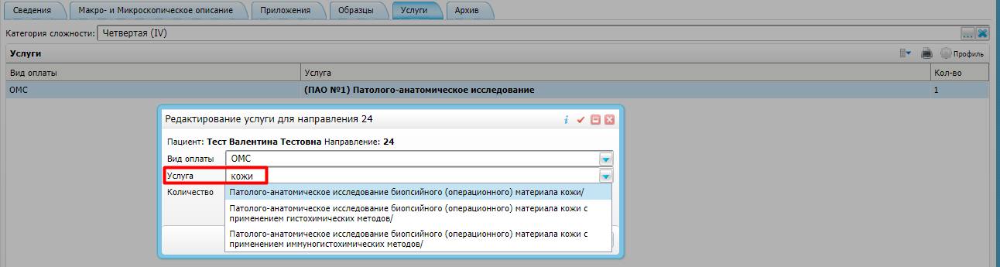 Сведения Макро- и Микроскопическое описание Приложения Образцы Услуги Архив
Категория сложности: Четвертая (IV) ...
Услуги Профиль
Вид оплаты Услуга Кол-во
ОМС (ПАО №1) Патолого-анатомическое исследование 1
Редактирование услуги для направления 24
Пациент: Тест Валентина Тестовна Направление: 24
Вид оплаты ОМС
Услуга кожи
Количество
Патолого-анатомическое исследование биопсийного (операционного) материала кожи/
Патолого-анатомическое исследование биопсийного (операционного) материала кожи с
применением гистохимических методов/
Патолого-анатомическое исследование биопсийного (операционного) материала кожи с
применением иммуногистохимических методов/